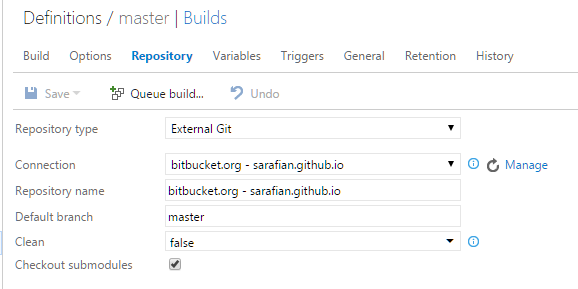 Definitions / master | Builds
Build Options Repository Variables Triggers General Retention History
Save Queue build... Undo
Repository type External Git
Connection bitbucket.org - sarafian.github.io Manage
Repository name bitbucket.org - sarafian.github.io
Default branch master
Clean false
Checkout submodules